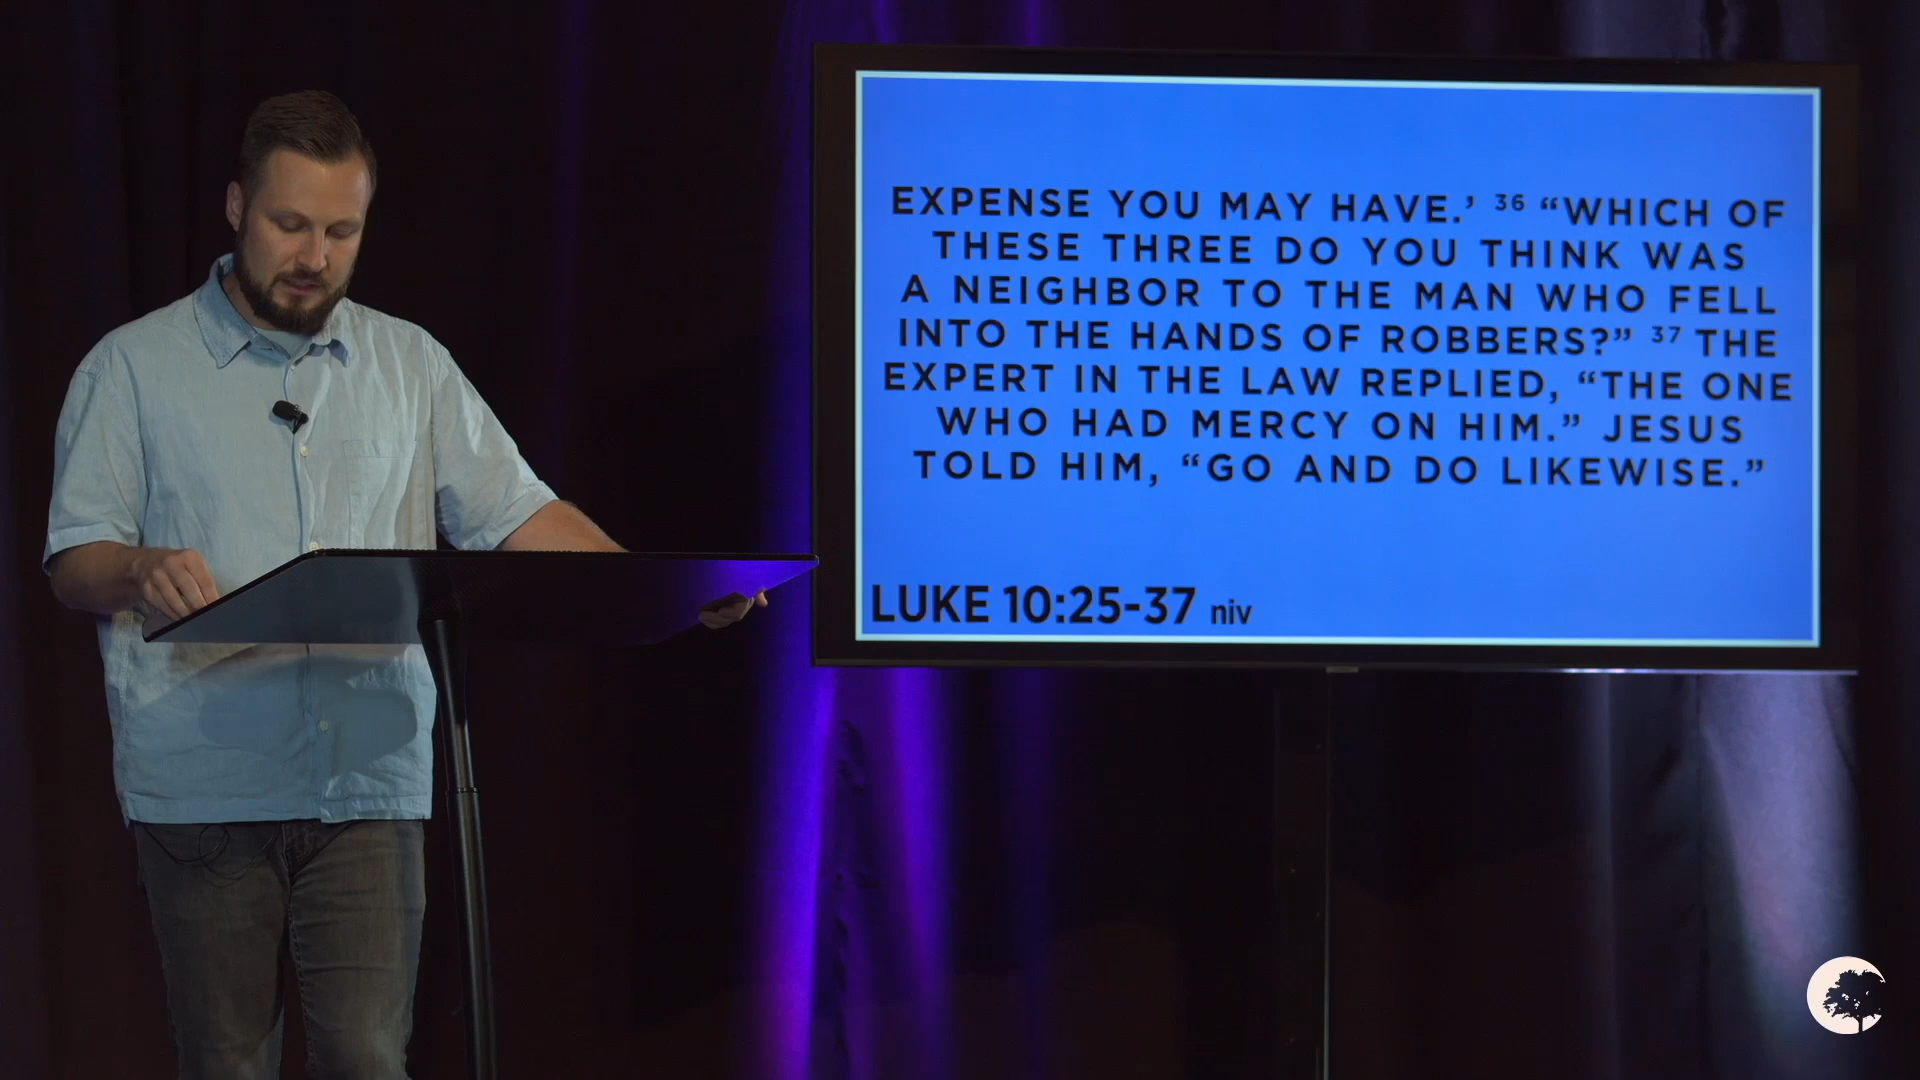 EXPENSE YOU MAY HAVE.’ 36 “WHICH OF
THESE THREE DO YOU THINK WAS
A NEIGHBOR TO THE MAN WHO FELL
INTO THE HANDS OF ROBBERS?” 37 THE
EXPERT IN THE LAW REPLIED, “THE ONE
WHO HAD MERCY ON HIM.” JESUS
TOLD HIM, “GO AND DO LIKEWISE.”
LUKE 10:25-37 niv